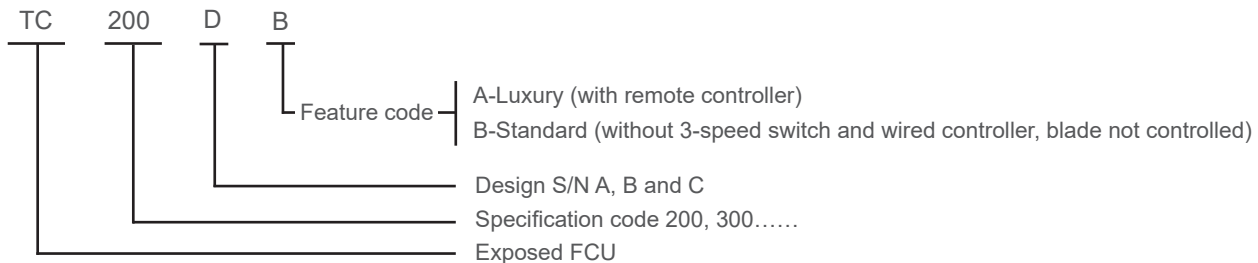 TC 200 D B
A-Luxury (with remote controller)
Feature code
B-Standard (without 3-speed switch and wired controller, blade not controlled)
Design S/N A, B and C
Specification code 200, 300……
Exposed FCU